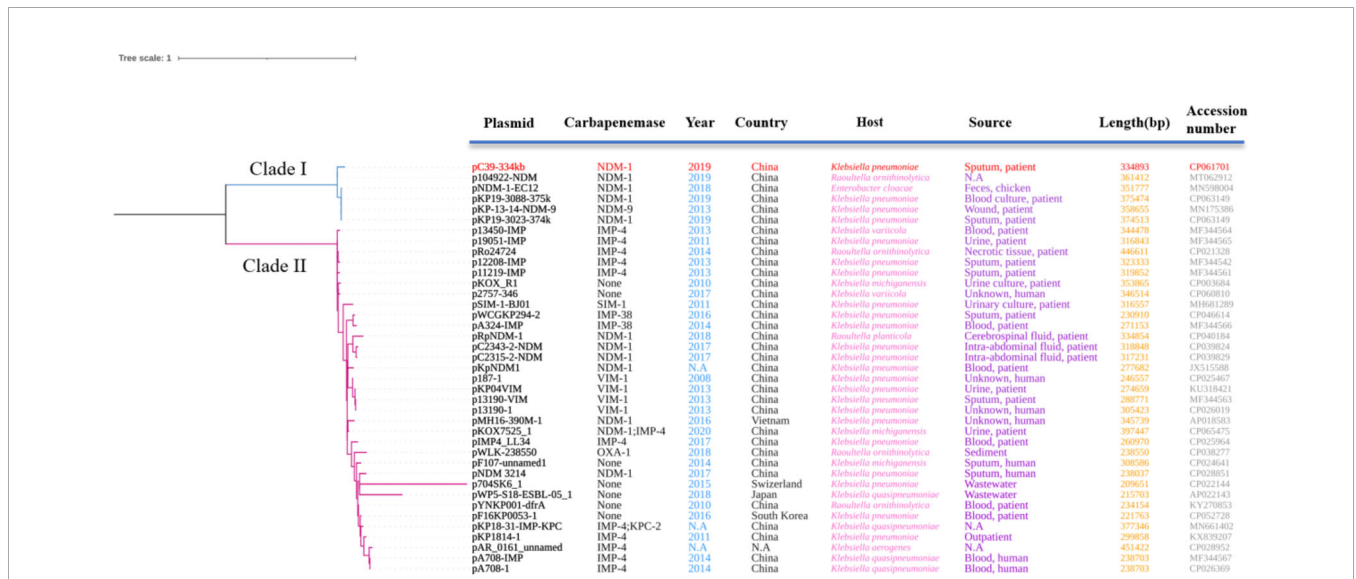 Tree scale: 1
Plasmid Carbapenemase Year Country Host Source Length(bp) Accession number
Clade I
Clade II
pC39-334kb NDM-1 2019 China Klebsiella pneumoniae Sputum, patient 334893 CP061701
p104922-NDM NDM-1 2019 China Raoultella ornithinolytica N.A 361412 MT062912
pNDM-1-EC12 NDM-1 2018 China Enterobacter cloacae Feces, chicken 351777 MN598004
pKP19-3088-375k NDM-1 2019 China Klebsiella pneumoniae Blood culture, patient 375474 CP063149
pKP-13-14-NDM-9 NDM-9 2013 China Klebsiella pneumoniae Wound, patient 358655 MN175386
pKP19-3023-374k NDM-1 2019 China Klebsiella pneumoniae Sputum, patient 374513 CP063149
p13450-IMP IMP-4 2013 China Klebsiella variicola Blood, patient 344478 MF344564
p19051-IMP IMP-4 2011 China Klebsiella pneumoniae Urine, patient 316843 MF344565
pRo24724 IMP-4 2014 China Raoultella ornithinolytica Necrotic tissue, patient 446611 CP021328
p12208-IMP IMP-4 2013 China Klebsiella pneumoniae Sputum, patient 323333 MF344542
p11219-IMP IMP-4 2013 China Klebsiella pneumoniae Sputum, patient 319852 MF344561
pKOX_R1 None 2010 China Klebsiella michiganensis Urine culture, patient 353865 CP003684
p2757-346 None 2017 China Klebsiella variicola Unknown, human 346514 CP060810
pSIM-1-BJ01 SIM-1 2011 China Klebsiella pneumoniae Urinary culture, patient 316557 MH681289
pWCGKP294-2 IMP-38 2016 China Klebsiella pneumoniae Sputum, patient 230910 CP046614
pA324-IMP IMP-38 2014 China Klebsiella pneumoniae Blood, patient 271153 MF344566
pRpNDM-1 NDM-1 2018 China Raoultella planticola Cerebrospinal fluid, patient 334854 CP040184
pC2343-2-NDM NDM-1 2017 China Klebsiella pneumoniae Intra-abdominal fluid, patient 318848 CP039824
pC2315-2-NDM NDM-1 2017 China Klebsiella pneumoniae Intra-abdominal fluid, patient 317231 CP039829
pKpNDM1 NDM-1 N.A China Klebsiella pneumoniae Blood, patient 277682 JX515588
p187-1 VIM-1 2008 China Klebsiella pneumoniae Unknown, human 246557 CP025467
pKP04VIM VIM-1 2013 China Klebsiella pneumoniae Urine, patient 274659 KU318421
p13190-VIM VIM-1 2013 China Klebsiella pneumoniae Sputum, patient 288771 MF344563
p13190-1 VIM-1 2013 China Klebsiella pneumoniae Unknown, human 305423 CP026019
pMH16-390M-1 NDM-1 2016 Vietnam Klebsiella pneumoniae Unknown, human 345739 AP018583
pKOX7525_1 NDM-1;IMP-4 2020 China Klebsiella michiganensis Urine, patient 397447 CP065475
pIMP4_LL34 IMP-4 2017 China Klebsiella pneumoniae Blood, patient 260970 CP025964
pWLK-238550 OXA-1 2018 China Raoultella ornithinolytica Sediment 238550 CP038277
pF107-unnamed1 None 2014 China Klebsiella michiganensis Sputum, human 308586 CP024641
pNDM 3214 NDM-1 2017 China Klebsiella pneumoniae Sputum, human 238037 CP028851
p704SK6_1 None 2015 Swizerland Klebsiella pneumoniae Wastewater 209651 CP022144
pWP5-S18-ESBL-05_1 None 2018 Japan Klebsiella quasipneumoniae Wastewater 215703 AP022143
pYNKP001-dfrA None 2010 China Raoultella ornithinolytica Blood, patient 234154 KY270853
pF16KP0053-1 None 2016 South Korea Klebsiella pneumoniae Blood, patient 221763 CP052728
pKP18-31-IMP-KPC IMP-4;KPC-2 N.A China Klebsiella quasipneumoniae N.A 377346 MN661402
pKP1814-1 IMP-4 2011 China Klebsiella pneumoniae Outpatient 299858 KX839207
pAR_0161_unnamed IMP-4 N.A N.A Klebsiella aerogenes N.A 451422 CP028952
pA708-IMP IMP-4 2014 China Klebsiella quasipneumoniae Blood, human 238703 MF344567
pA708-1 IMP-4 2014 China Klebsiella quasipneumoniae Blood, human 238703 CP026369